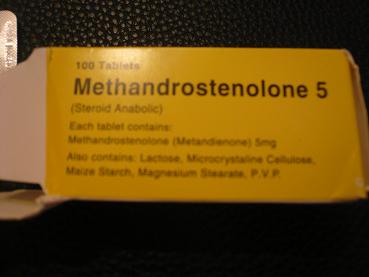 100 Tablets
Methandrostenolone 5
(Steroid Anabolic)
Each tablet contains:
Methandrostenolone (Metandienone) 5mg
Also contains: Lactose, Microcrystaline Cellulose,
Maize Starch, Magnesium Stearate, P.V.P.